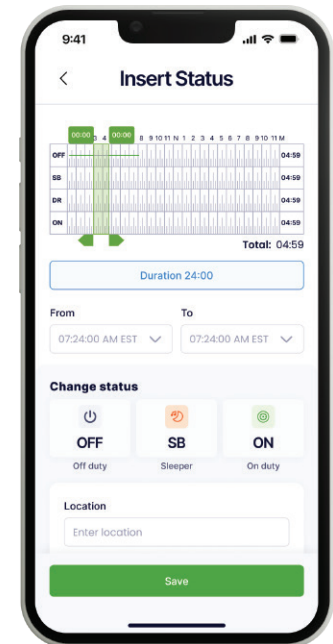 9:41
Insert Status
00:00 3 4 00:00 8 9 10 11 N 1 2 3 4 5 6 7 8 9 10 11 M
OFF 04:59
SB 04:59
DR 04:59
ON 04:59
Total: 04:59
Duration 24:00
From To
07:24:00 AM EST 07:24:00 AM EST
Change status
OFF SB ON
Off duty Sleeper On duty
Location
Enter location
Save